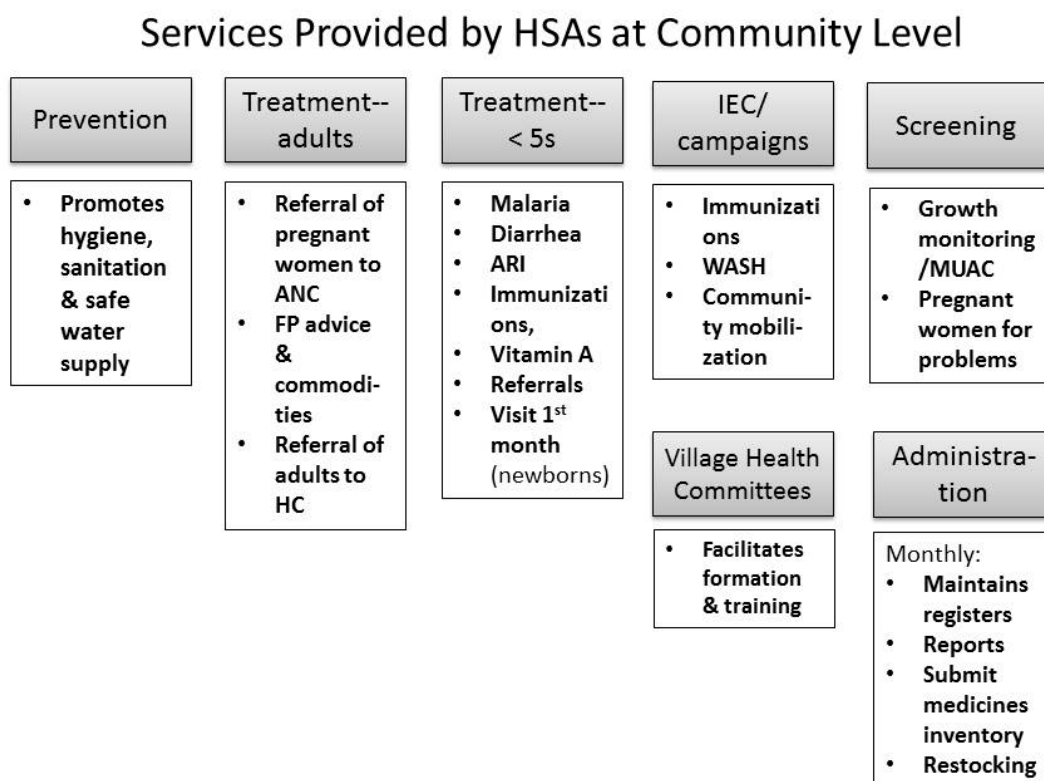 Services Provided by HSAs at Community Level
Prevention
• Promotes
hygiene,
sanitation
& safe
water
supply
Treatment--
adults
• Referral of
pregnant
women to
ANC
• FP advice
&
commodi-
ties
• Referral of
adults to
HC
Treatment--
< 5s
• Malaria
• Diarrhea
• ARI
• Immunizati
ons,
• Vitamin A
• Referrals
• Visit 1st
month
(newborns)
IEC/
campaigns
• Immunizati
ons
• WASH
• Communi-
ty mobili-
zation
Screening
• Growth
monitoring
/MUAC
• Pregnant
women for
problems
Village Health
Committees
• Facilitates
formation
& training
Administra-
tion
Monthly:
• Maintains
registers
• Reports
• Submit
medicines
inventory
• Restocking